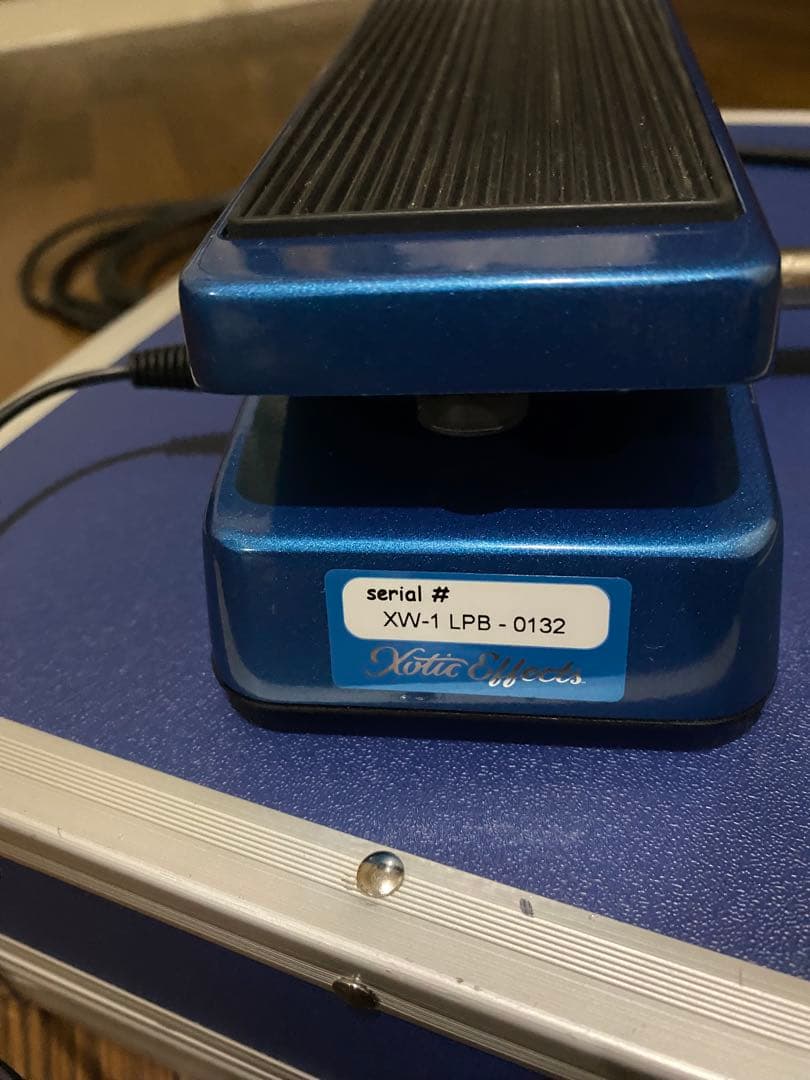 serial #
XW-1 LPB - 0132
Xotic Effects